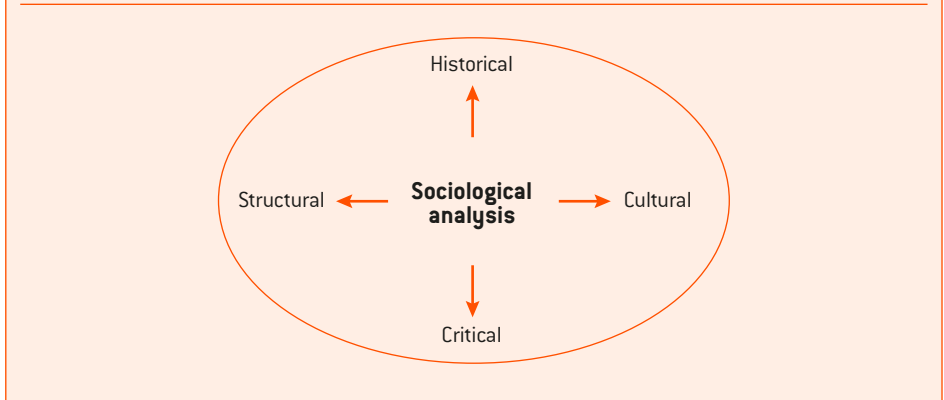 Historical
Structural
Sociological
analysis
Cultural
Critical